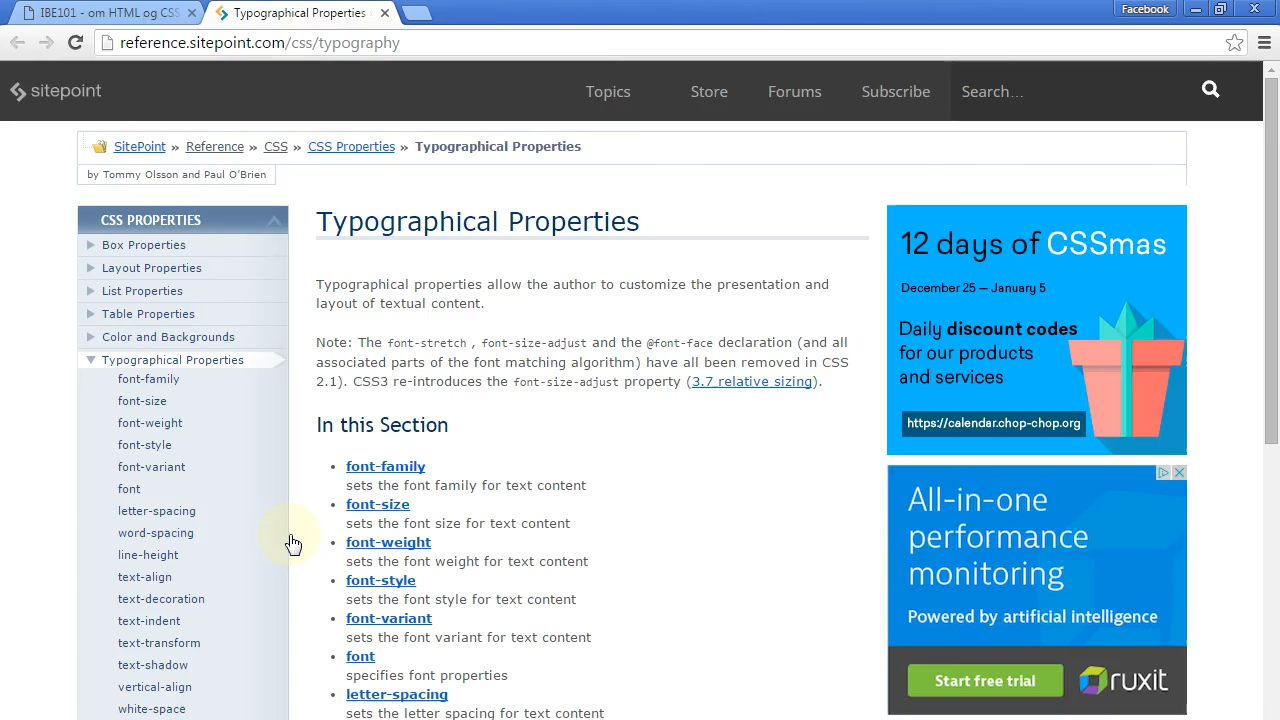 IBE101 - om HTML og CSS
Typographical Properties
Facebook
reference.sitepoint.com/css/typography
sitepoint
Topics
Store
Forums
Subscribe
Search...
SitePoint » Reference » CSS » CSS Properties » Typographical Properties
by Tommy Olsson and Paul O'Brien
CSS PROPERTIES
Box Properties
Layout Properties
List Properties
Table Properties
Color and Backgrounds
Typographical Properties
font-family
font-size
font-weight
font-style
font-variant
font
letter-spacing
word-spacing
line-height
text-align
text-decoration
text-indent
text-transform
text-shadow
vertical-align
white-space
Typographical Properties
Typographical properties allow the author to customize the presentation and
layout of textual content.
Note: The font-stretch , font-size-adjust and the @font-face declaration (and all
associated parts of the font matching algorithm) have all been removed in CSS
2.1). CSS3 re-introduces the font-size-adjust property (3.7 relative sizing).
In this Section
• font-family
sets the font family for text content
• font-size
sets the font size for text content
• font-weight
sets the font weight for text content
• font-style
sets the font style for text content
• font-variant
sets the font variant for text content
• font
specifies font properties
• letter-spacing
sets the letter spacing for text content
12 days of CSSmas
December 25 — January 5
Daily discount codes
for our products
and services
https://calendar.chop-chop.org
All-in-one
performance
monitoring
Powered by artificial intelligence
Start free trial
ruxit